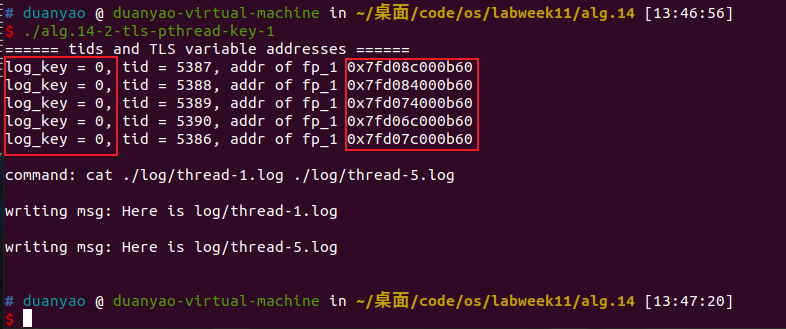 # duanyao @ duanyao-virtual-machine in ~/桌面/code/os/labweek11/alg.14 [13:46:56]
$ ./alg.14-2-tls-pthread-key-1
====== tids and TLS variable addresses ======
log_key = 0, tid = 5387, addr of fp_1 0x7fd08c000b60
log_key = 0, tid = 5388, addr of fp_1 0x7fd084000b60
log_key = 0, tid = 5389, addr of fp_1 0x7fd074000b60
log_key = 0, tid = 5390, addr of fp_1 0x7fd06c000b60
log_key = 0, tid = 5386, addr of fp_1 0x7fd07c000b60
command: cat ./log/thread-1.log ./log/thread-5.log
writing msg: Here is log/thread-1.log
writing msg: Here is log/thread-5.log
# duanyao @ duanyao-virtual-machine in ~/桌面/code/os/labweek11/alg.14 [13:47:20]
$